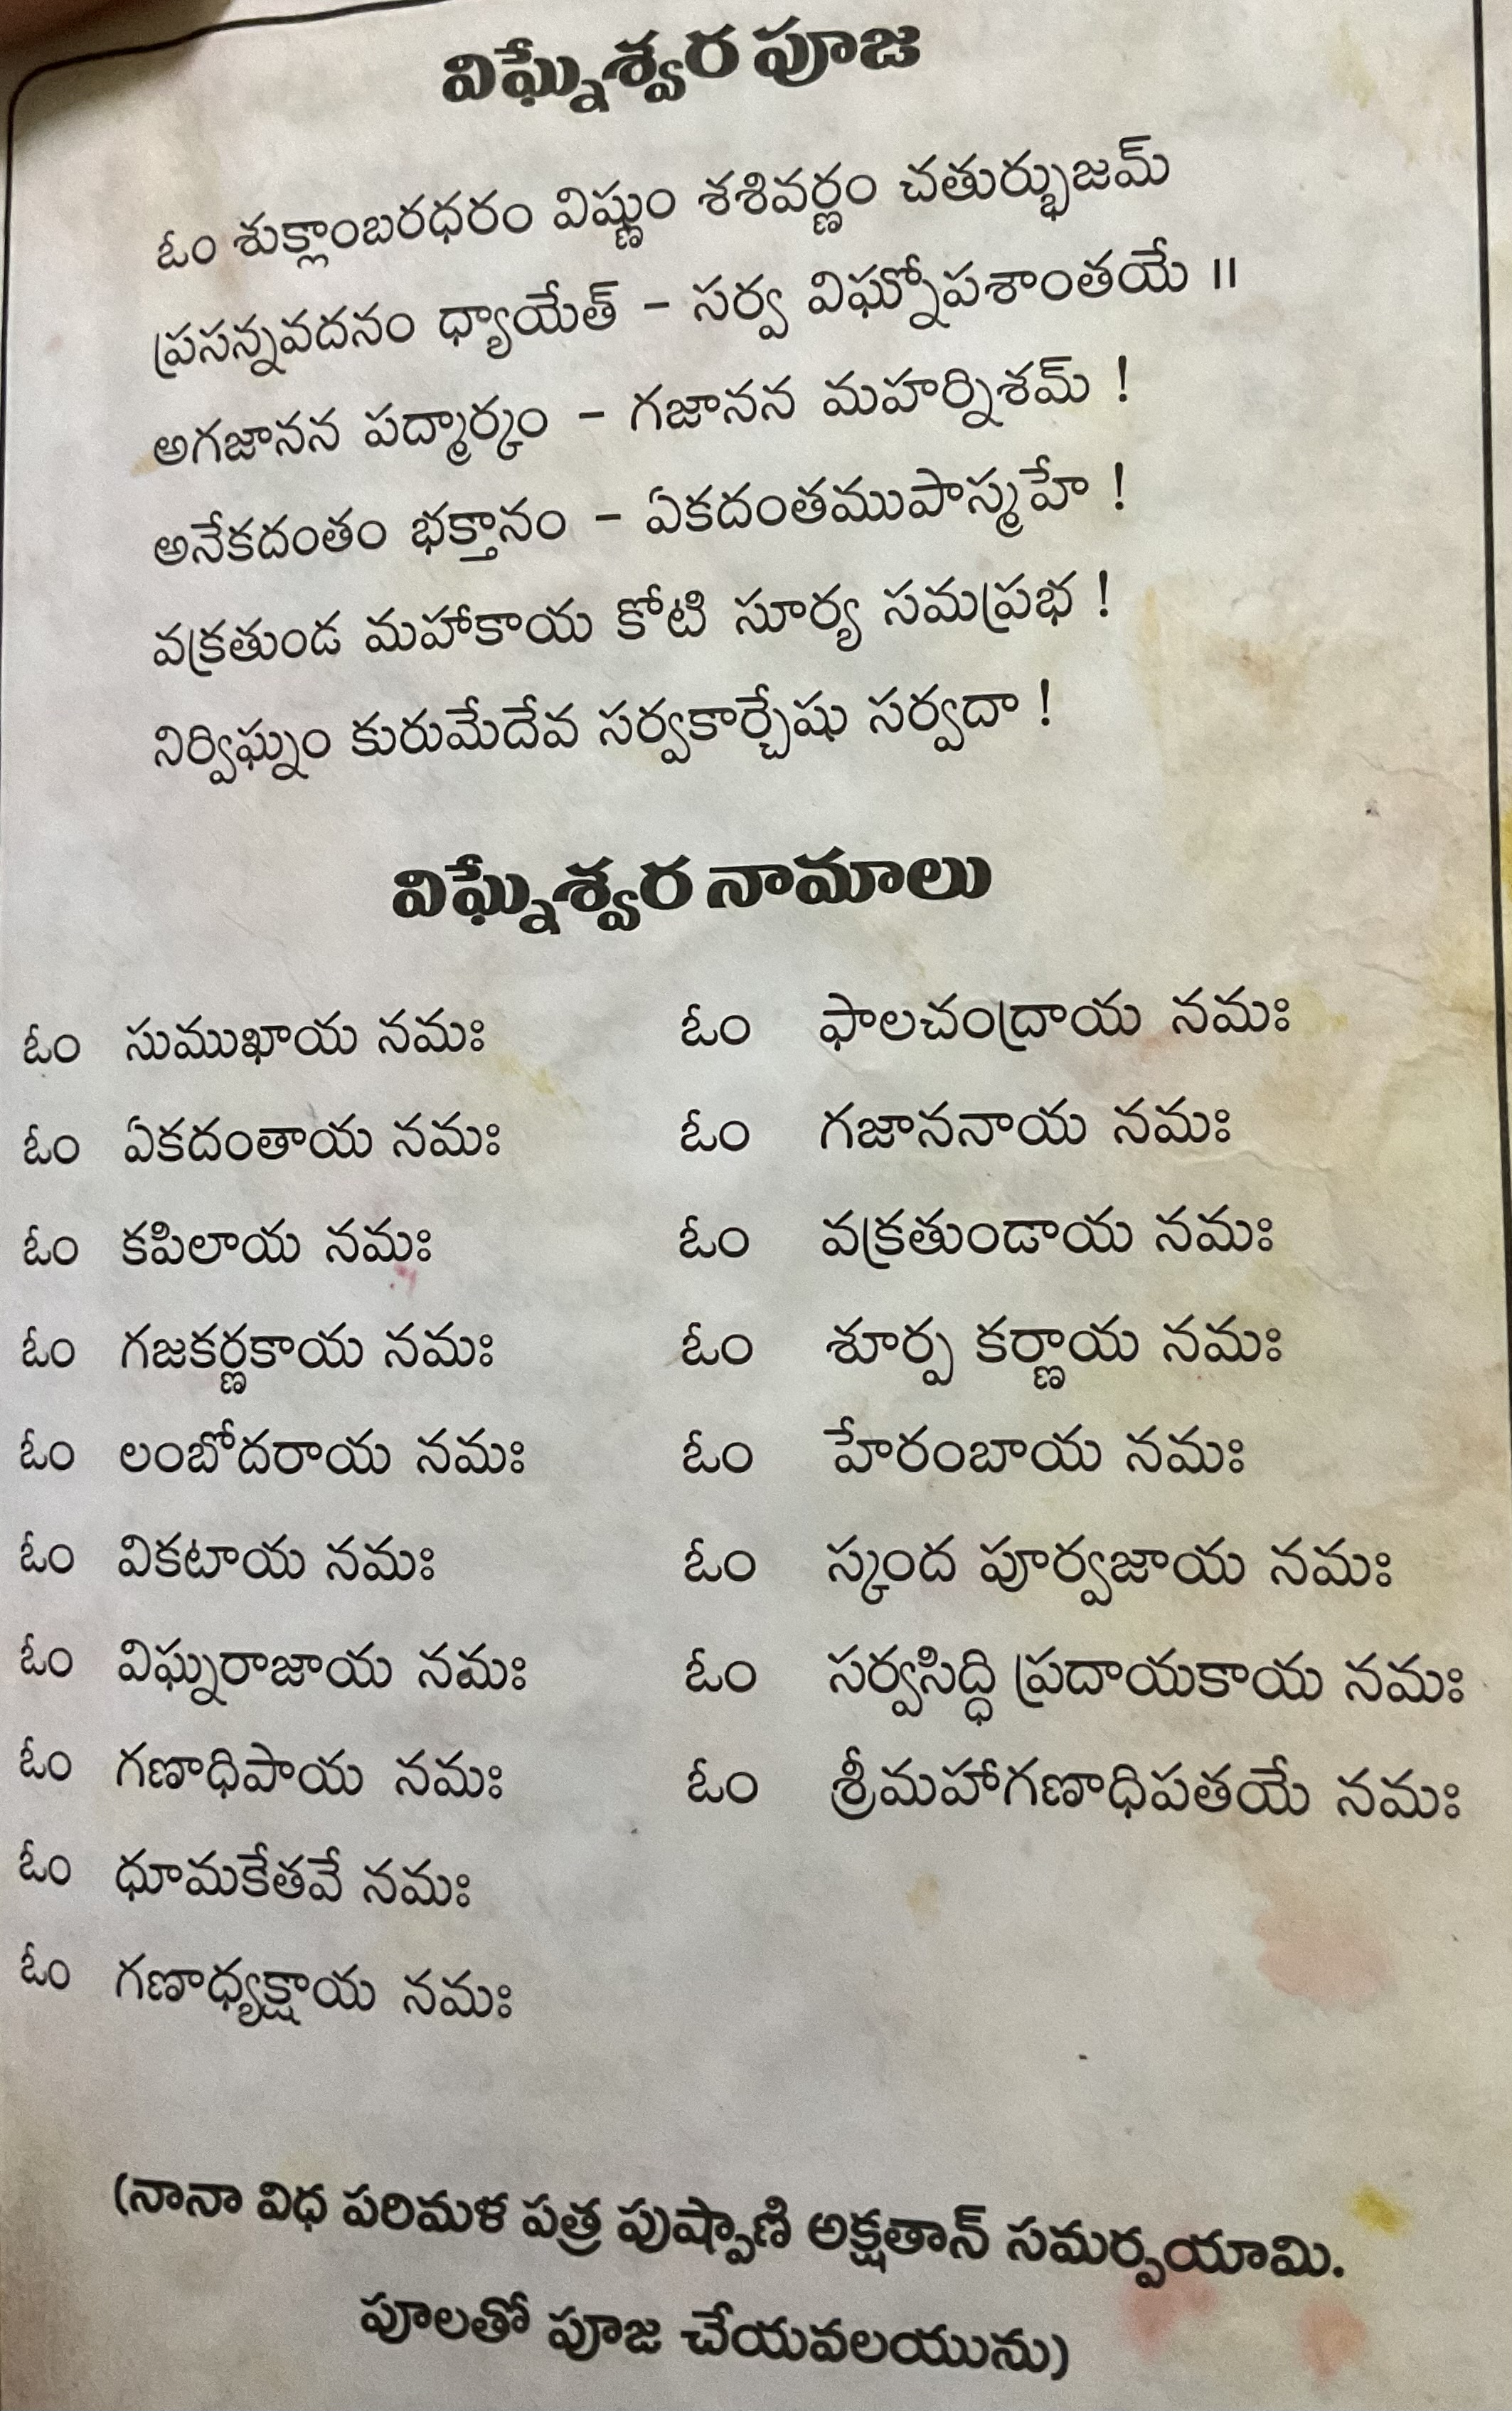 విఘ్నేశ్వర పూజ
ఓం శుక్లాంబరధరం విష్ణుం శశివర్ణం చతుర్భుజమ్
ప్రసన్నవదనం ధ్యాయేత్ – సర్వ విఘ్నోపశాంతయే ॥
అగజానన పద్మార్కం – గజానన మహర్నిశమ్ !
అనేకదంతం భక్తానం – ఏకదంతముపాస్మహే !
వక్రతుండ మహాకాయ కోటి సూర్య సమప్రభ !
నిర్విఘ్నం కురుమేదేవ సర్వకార్చేషు సర్వదా !
విఘ్నేశ్వర నామాలు
ఓం సుముఖాయ నమః
ఓం ఏకదంతాయ నమః
ఓం కపిలాయ నమః
ఓం గజకర్ణకాయ నమః
ఓం లంబోదరాయ నమః
ఓం వికటాయ నమః
ఓం విఘ్నరాజాయ నమః
ఓం గణాధిపాయ నమః
ఓం ధూమకేతవే నమః
ఓం గణాధ్యక్షాయ నమః
ఓం ఫాలచంద్రాయ నమః
ఓం గజాననాయ నమః
ఓం వక్రతుండాయ నమః
ఓం శూర్ప కర్ణాయ నమః
ఓం హేరంబాయ నమః
ఓం స్కంద పూర్వజాయ నమః
ఓం సర్వసిద్ధి ప్రదాయకాయ నమః
ఓం శ్రీమహాగణాధిపతయే నమః
(నానా విధ పరిమళ పత్ర పుష్పాణి అక్షతాన్ సమర్పయామి.
పూలతో పూజ చేయవలయును)